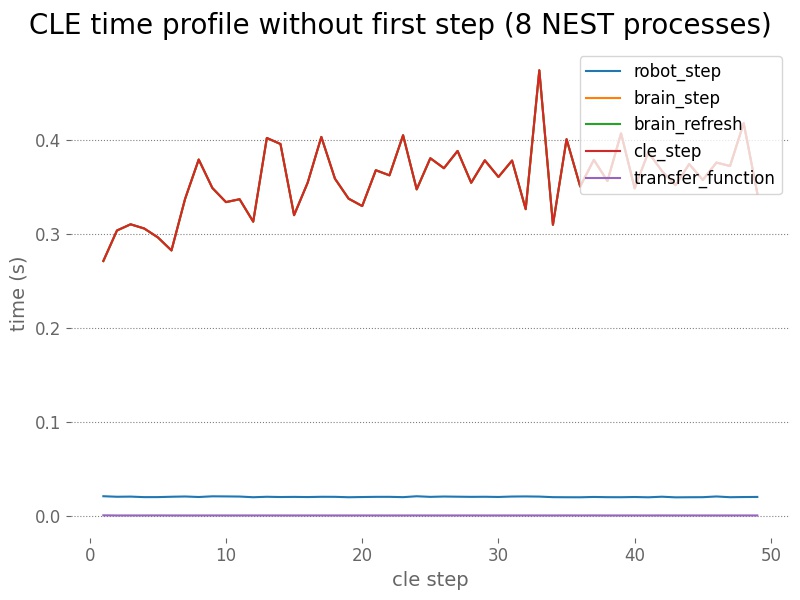 CLE time profile without first step (8 NEST processes)
robot_step
brain_step
brain_refresh
cle_step
transfer_function
0.4
0.3
0.2
0.1
0.0
time (s)
0 10 20 30 40 50
cle step